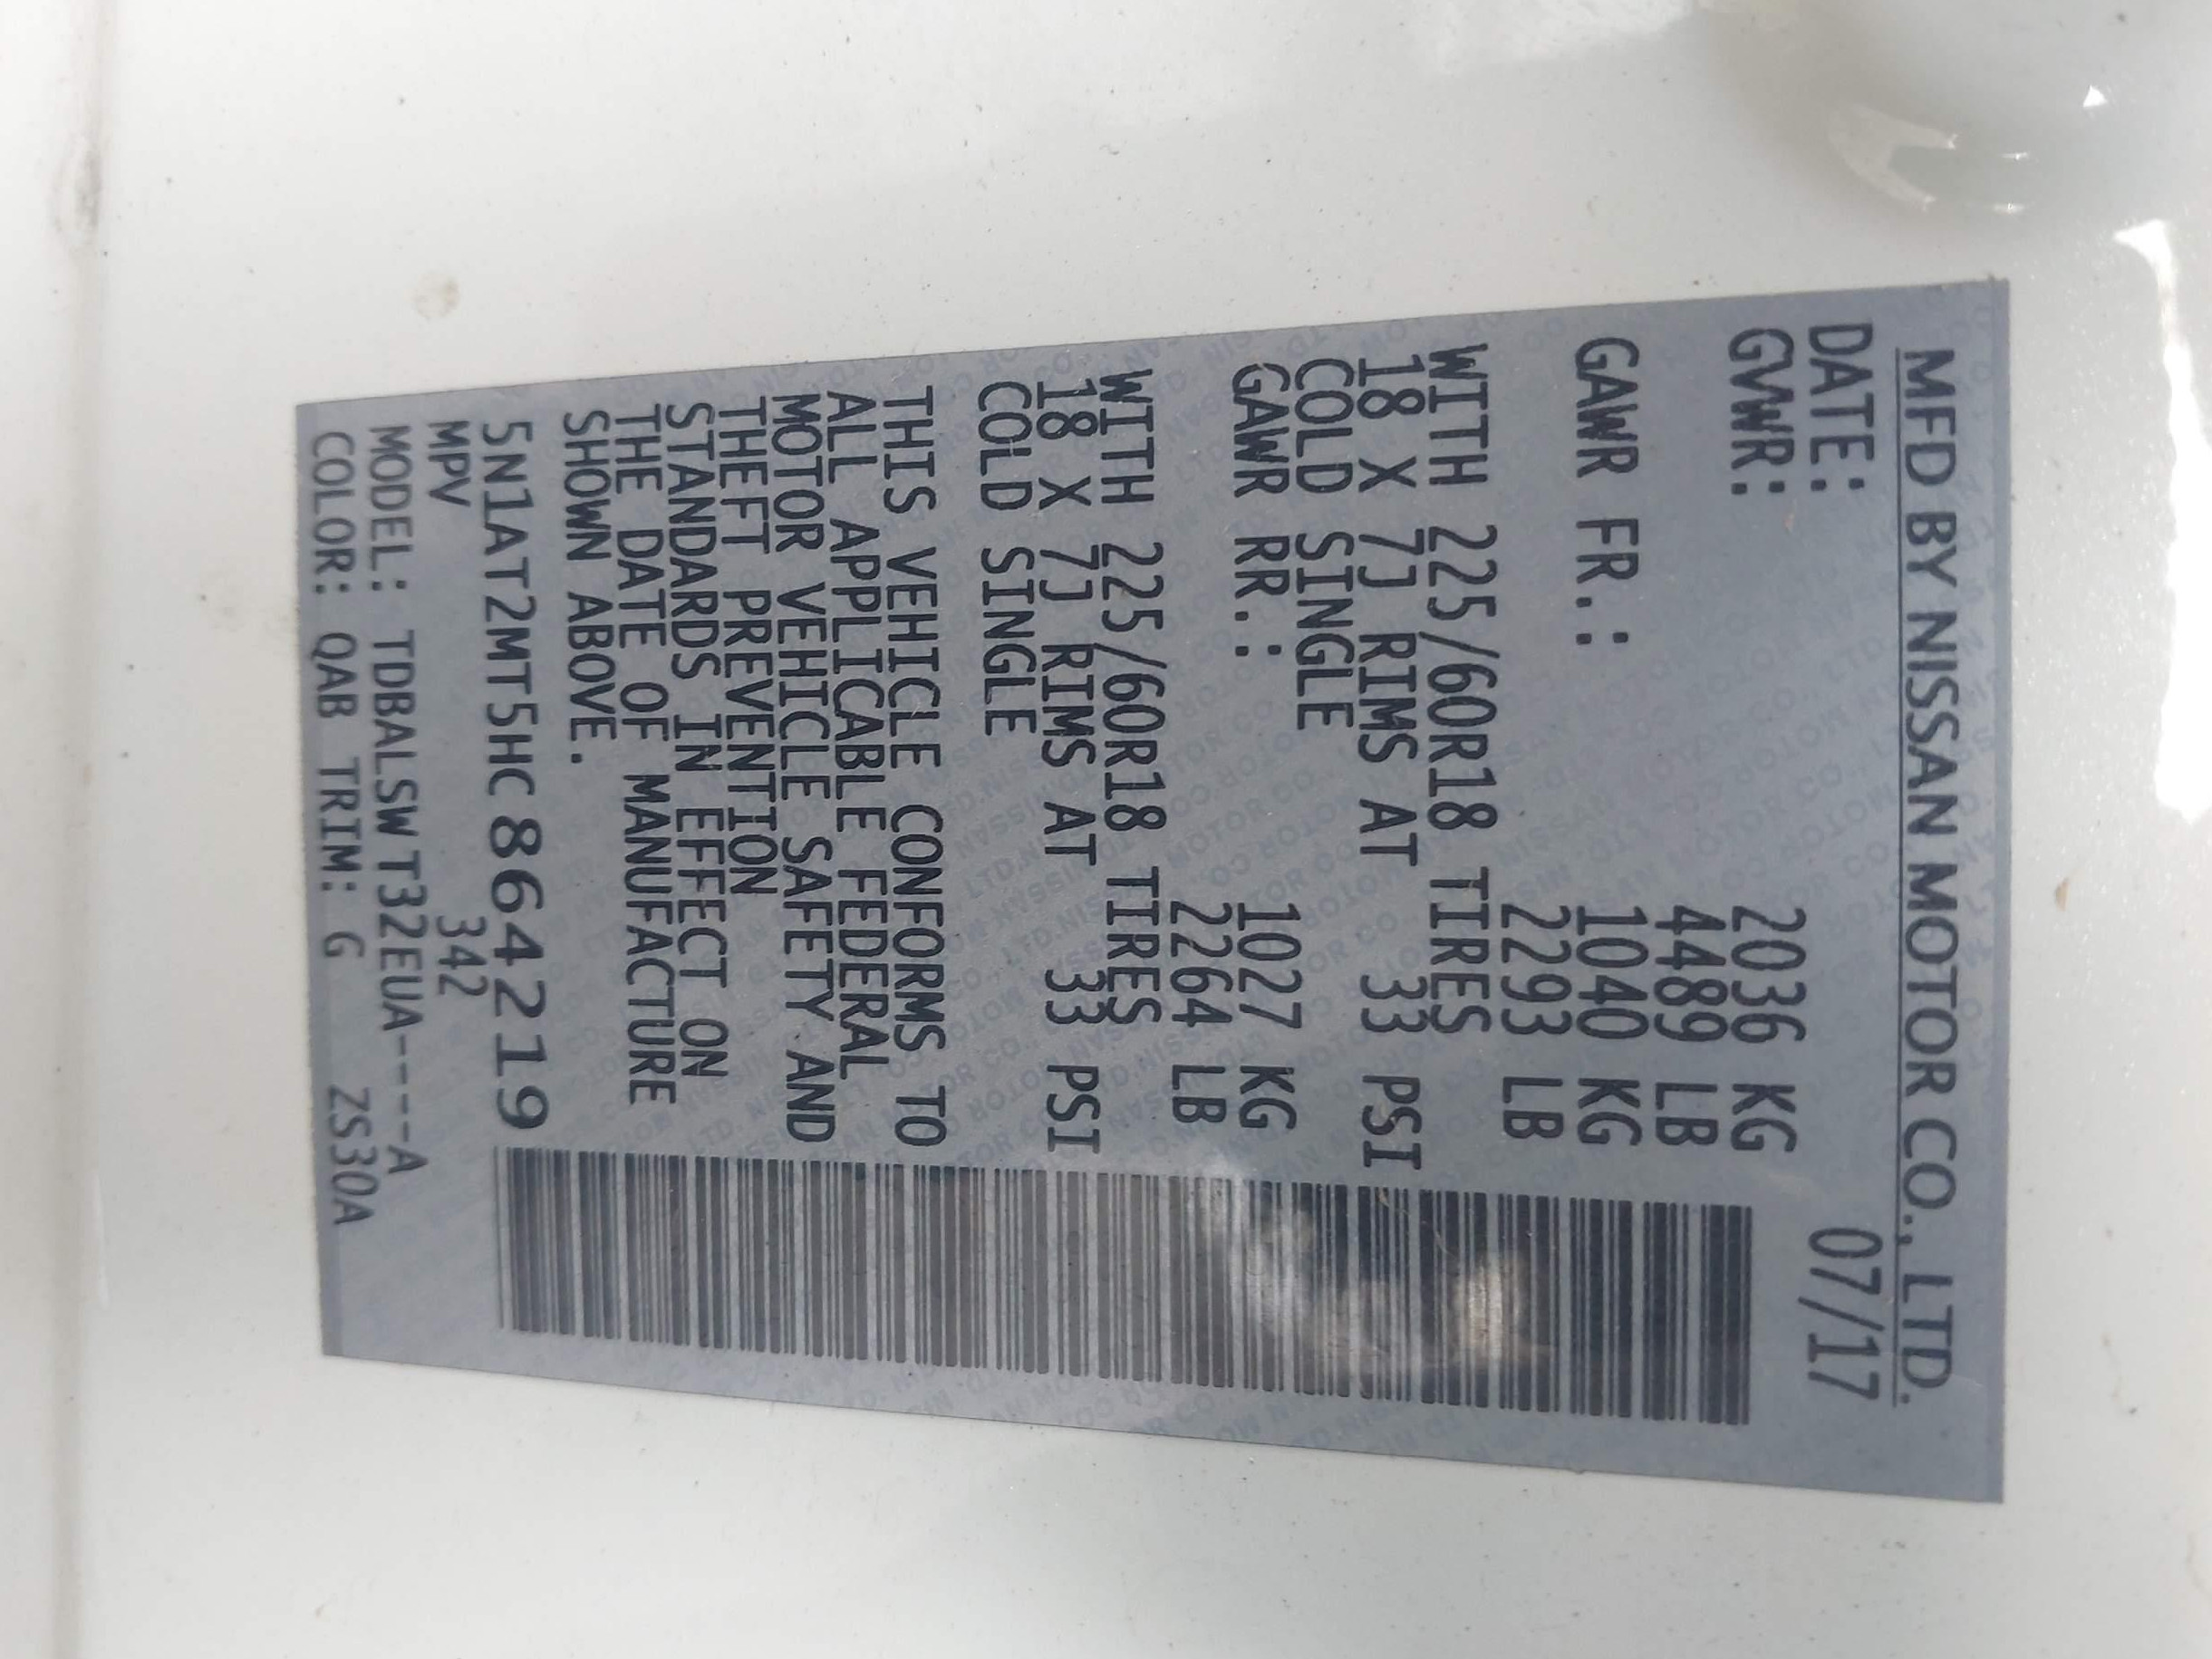 MFD BY NISSAN MOTOR CO., LTD.
DATE: 07/17
GVWR: 2036 KG
4489 LB
GAWR FR.: 1040 KG
2293 LB
WITH 225/60R18 TIRES
18 X 7J RIMS AT 33 PSI
COLD SINGLE
GAWR RR.: 1027 KG
2264 LB
WITH 225/60R18 TIRES
18 X 7J RIMS AT 33 PSI
COLD SINGLE
THIS VEHICLE CONFORMS TO
ALL APPLICABLE FEDERAL
MOTOR VEHICLE SAFETY AND
THEFT PREVENTION
STANDARDS IN EFFECT ON
THE DATE OF MANUFACTURE
SHOWN ABOVE.
5N1AT2MT5HC864219
MPV 342
MODEL: TDBALSW T32EUA----A
COLOR: QAB TRIM: G ZS30A